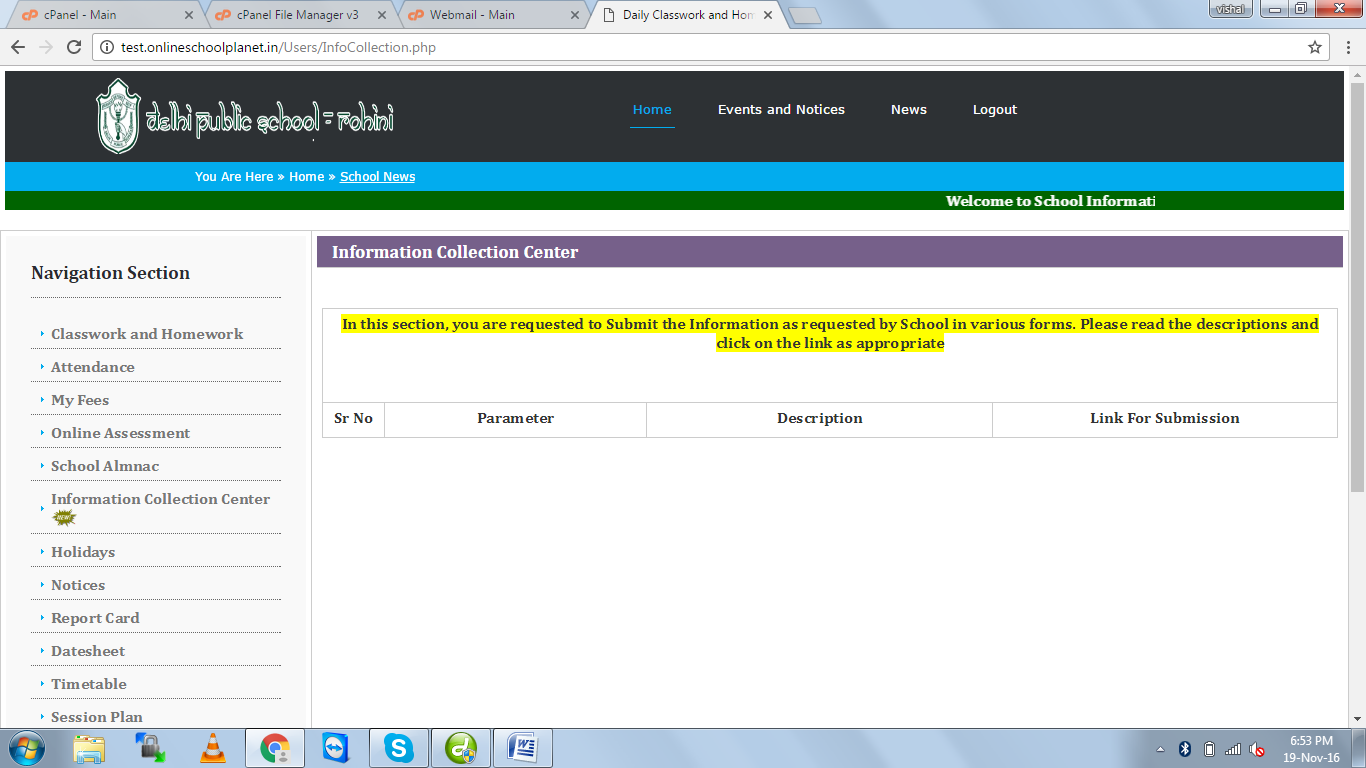 cPanel - Main
cPanel File Manager v3
Webmail - Main
Daily Classwork and Hom
vishal
test.onlineschoolplanet.in/Users/InfoCollection.php
delhi public school - rohini
Home
Events and Notices
News
Logout
You Are Here » Home » School News
Welcome to School Informati
Navigation Section
Classwork and Homework
Attendance
My Fees
Online Assessment
School Almnac
Information Collection Center
NEW!
Holidays
Notices
Report Card
Datesheet
Timetable
Session Plan
Information Collection Center
In this section, you are requested to Submit the Information as requested by School in various forms. Please read the descriptions and
click on the link as appropriate
Sr No
Parameter
Description
Link For Submission
6:53 PM
19-Nov-16